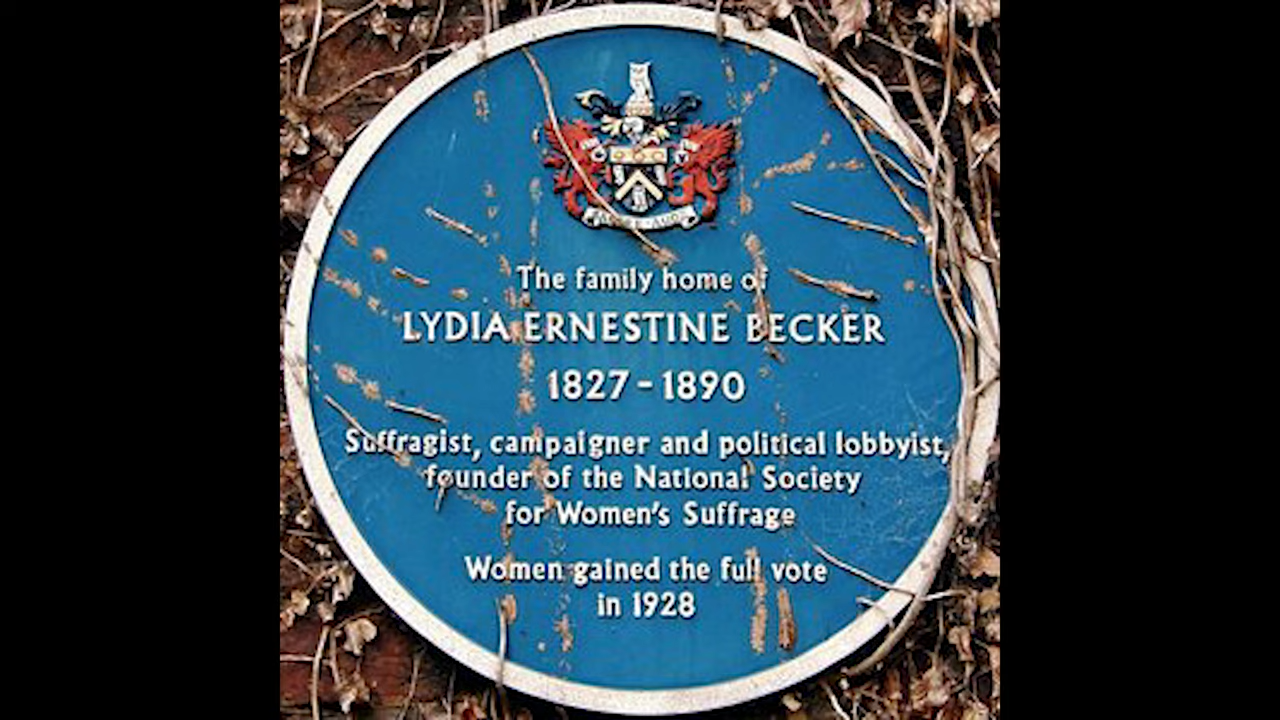 The family home of
LYDIA ERNESTINE BECKER
1827-1890
Suffragist, campaigner and political lobbyist,
founder of the National Society
for Women's Suffrage
Women gained the full vote
in 1928